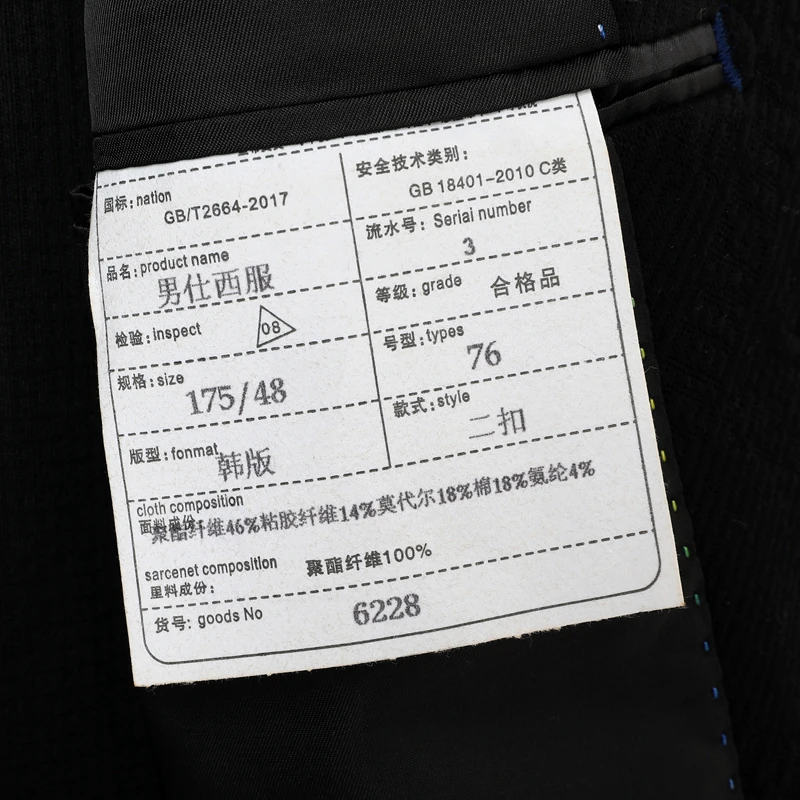 国标: nation
GB/T2664-2017
安全技术类别:
GB 18401-2010 C类
品名: product name
男仕西服
流水号: Seriai number
3
检验: inspect
08
等级: grade 合格品
规格: size
175/48
号型: types
76
版型: fonmat
韩版
款式: style
二扣
cloth composition
面料成份:
聚酯纤维46%粘胶纤维14%莫代尔18%棉18%氨纶4%
sarcenet composition
里料成份:
聚酯纤维100%
货号: goods No 6228